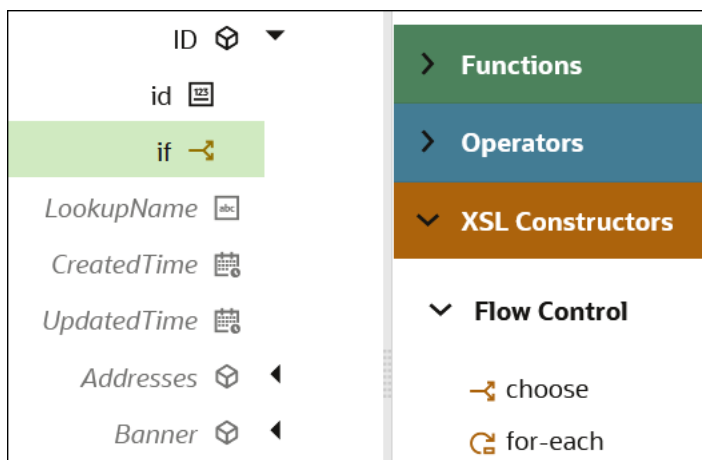 ID
id
if
LookupName
CreatedTime
UpdatedTime
Addresses
Banner
Functions
Operators
XSL Constructors
Flow Control
choose
for-each